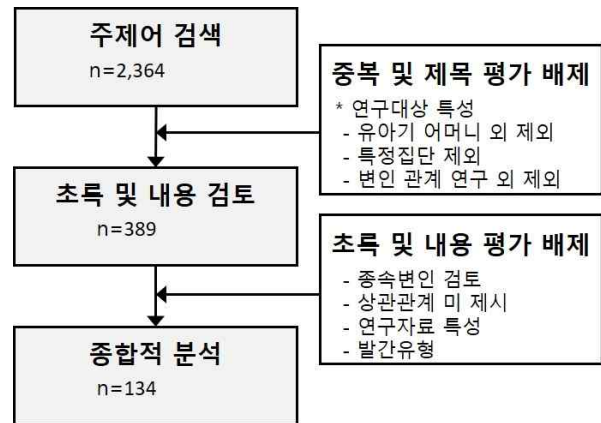 주제어 검색
n=2,364
중복 및 제목 평가 배제
* 연구대상 특성
- 유아기 어머니 외 제외
- 특정집단 제외
- 변인 관계 연구 외 제외
초록 및 내용 검토
n=389
초록 및 내용 평가 배제
- 종속변인 검토
- 상관관계 미 제시
- 연구자료 특성
- 발간유형
종합적 분석
n=134